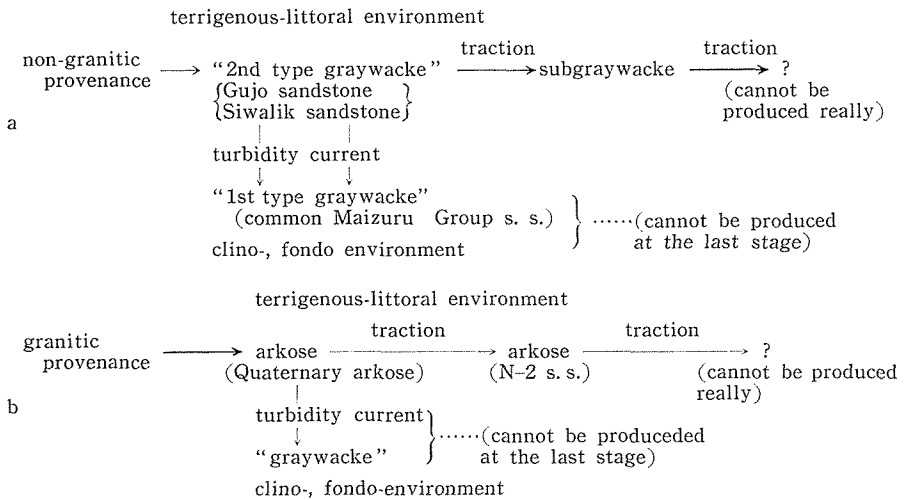 terrigenous-littoral environment
traction traction
non-granitic provenance “2nd type graywacke” subgraywacke ?
Gujo sandstone (cannot be
Siwalik sandstone produced really)
a
turbidity current
“1st type graywacke”
(common Maizuru Group s. s.) ······(cannot be produced
at the last stage)
clino-, fondo environment
terrigenous-littoral environment
traction traction
granitic
provenance arkose arkose ?
(Quaternary arkose) (N–2 s. s.) (cannot be produced
really)
b
turbidity current
······(cannot be produceded
“graywacke” at the last stage)
clino-, fondo-environment